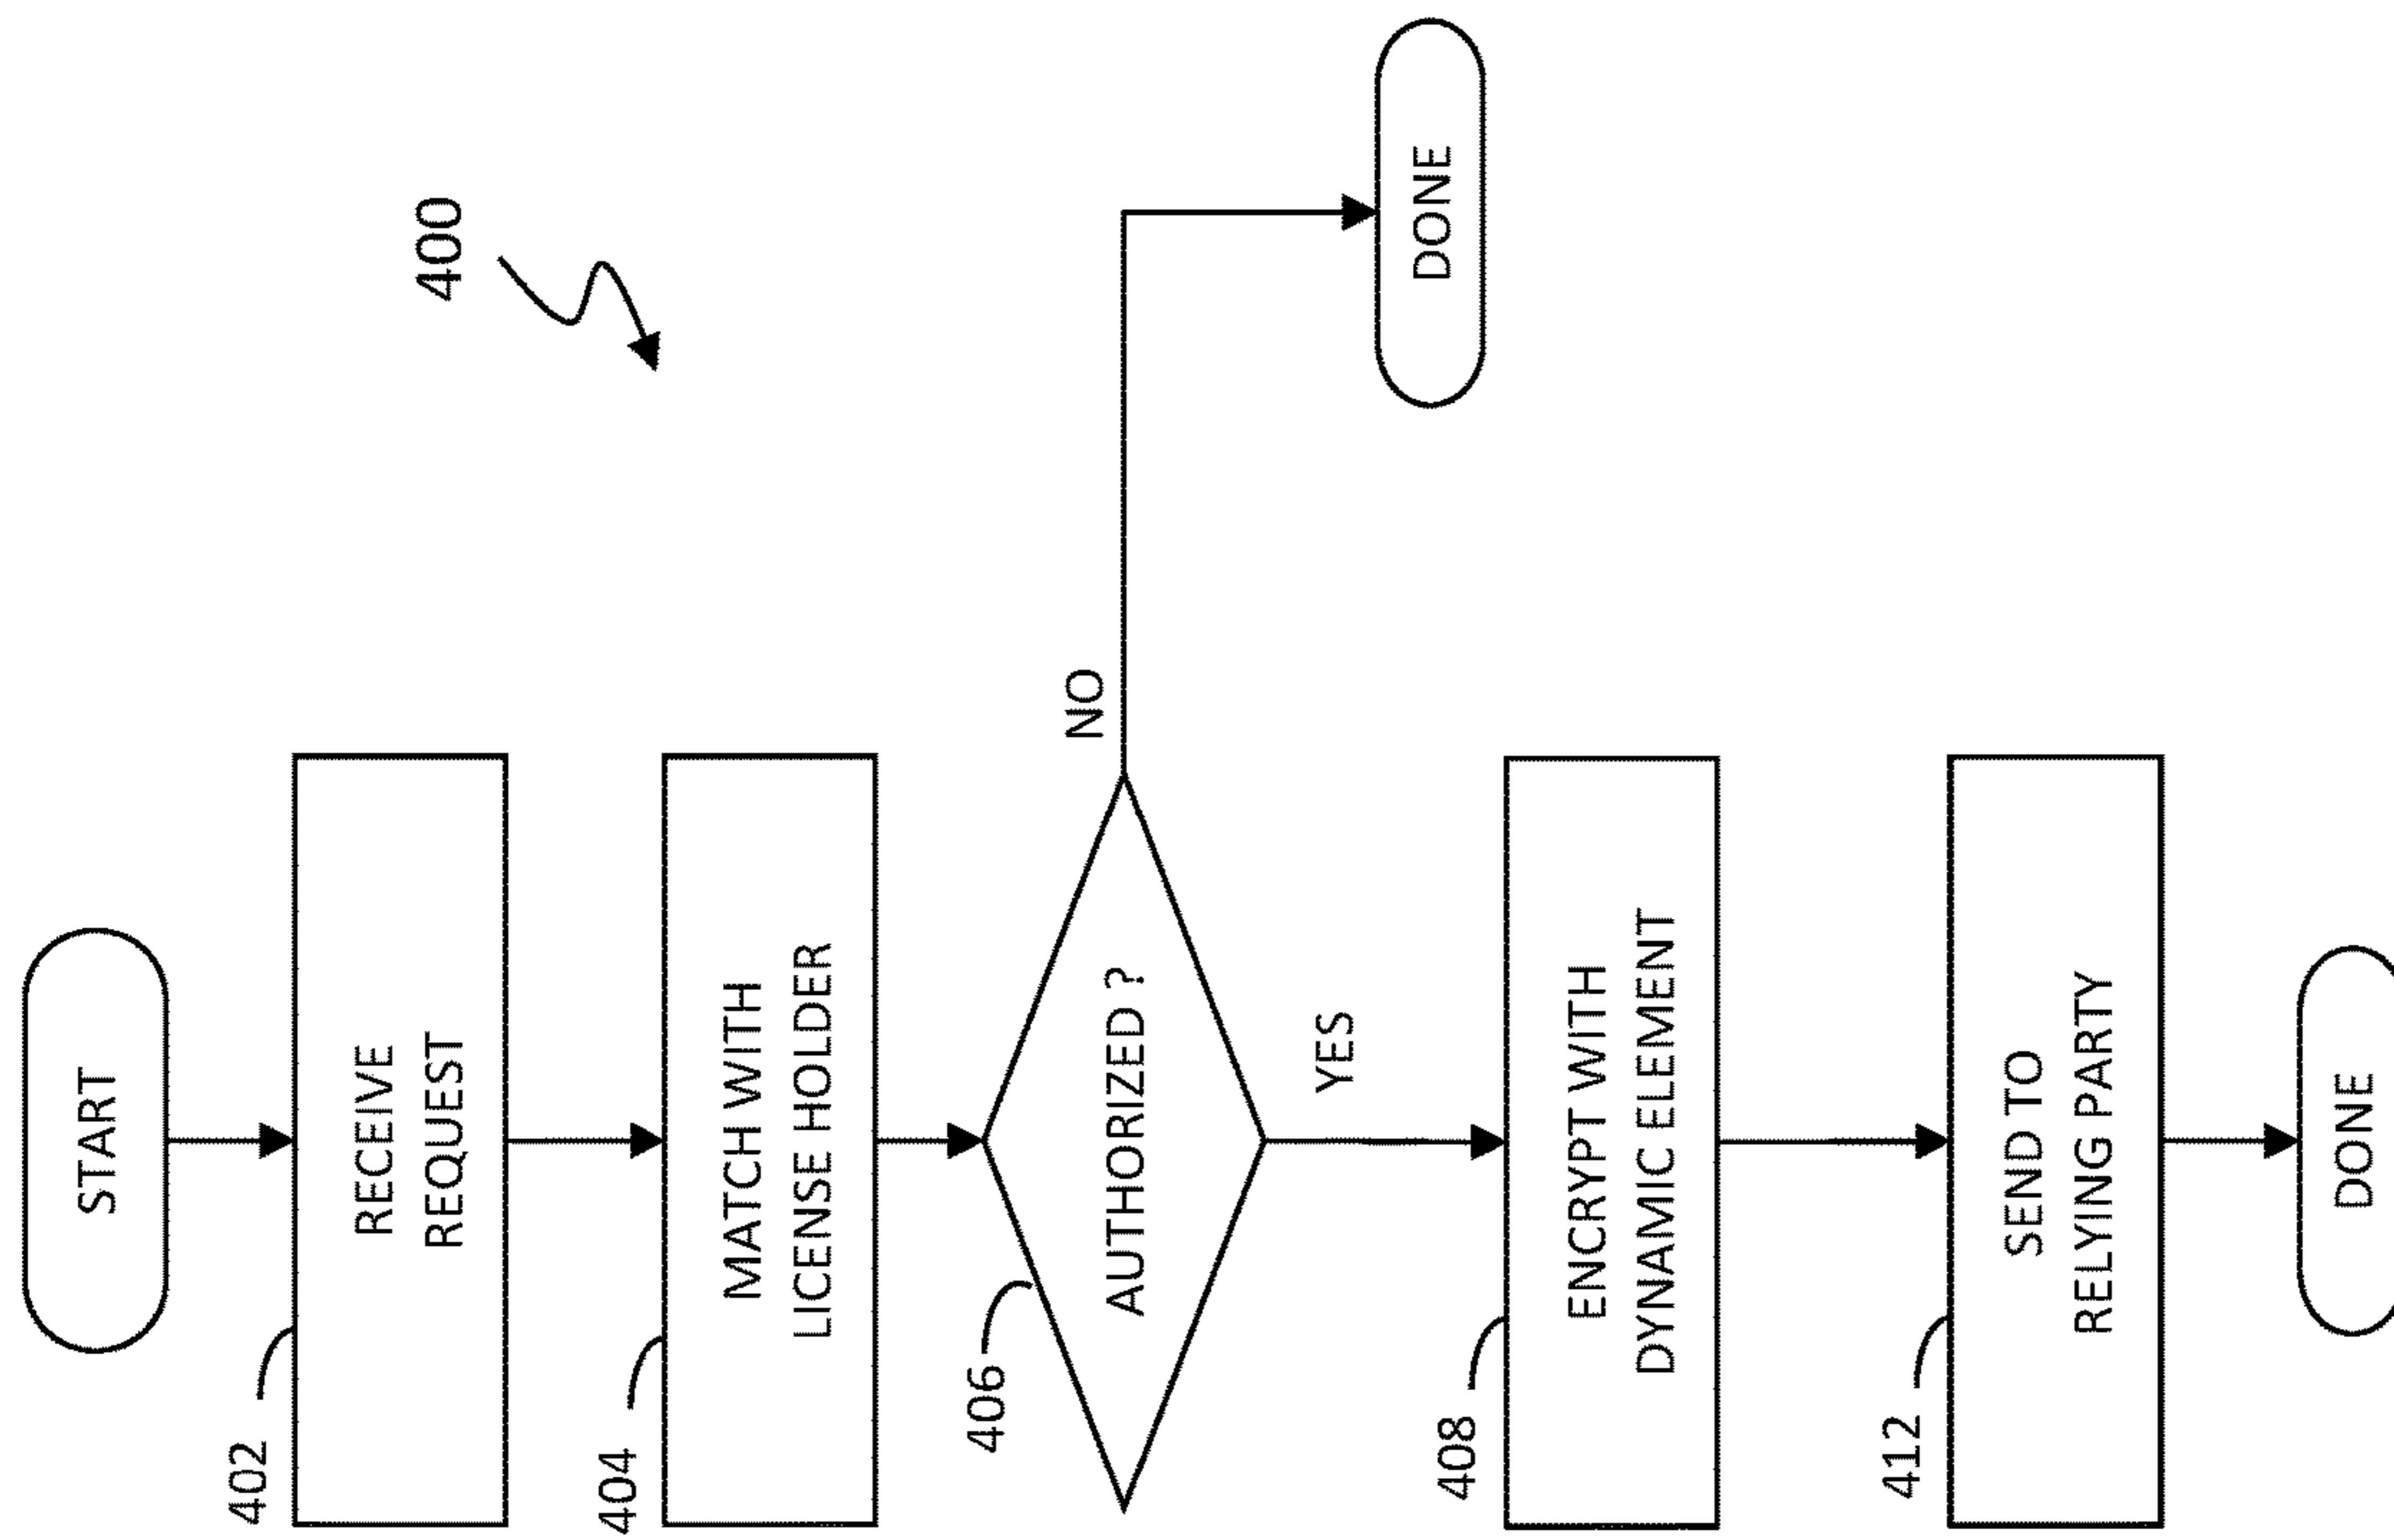 400
START
402
RECEIVE
REQUEST
404
MATCH WITH
LICENSE HOLDER
406
AUTHORIZED ?
NO
DONE
YES
408
ENCRYPT WITH
DYNAMIC ELEMENT
412
SEND TO
RELYING PARTY
DONE